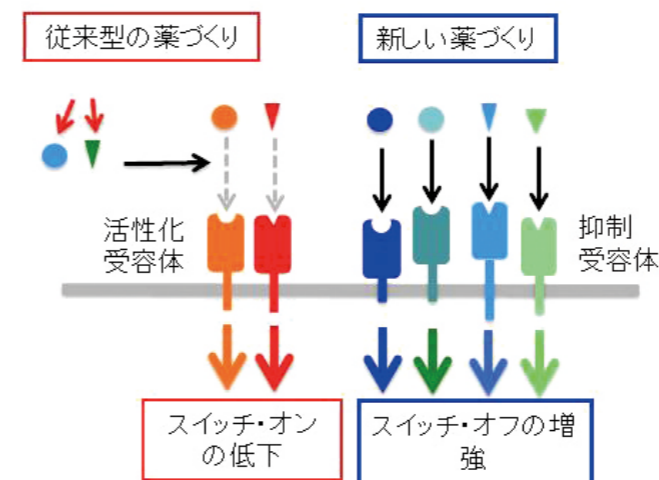 従来型の薬づくり
新しい薬づくり
活性化
受容体
抑制
受容体
スイッチ・オン
の低下
スイッチ・オフの増
強